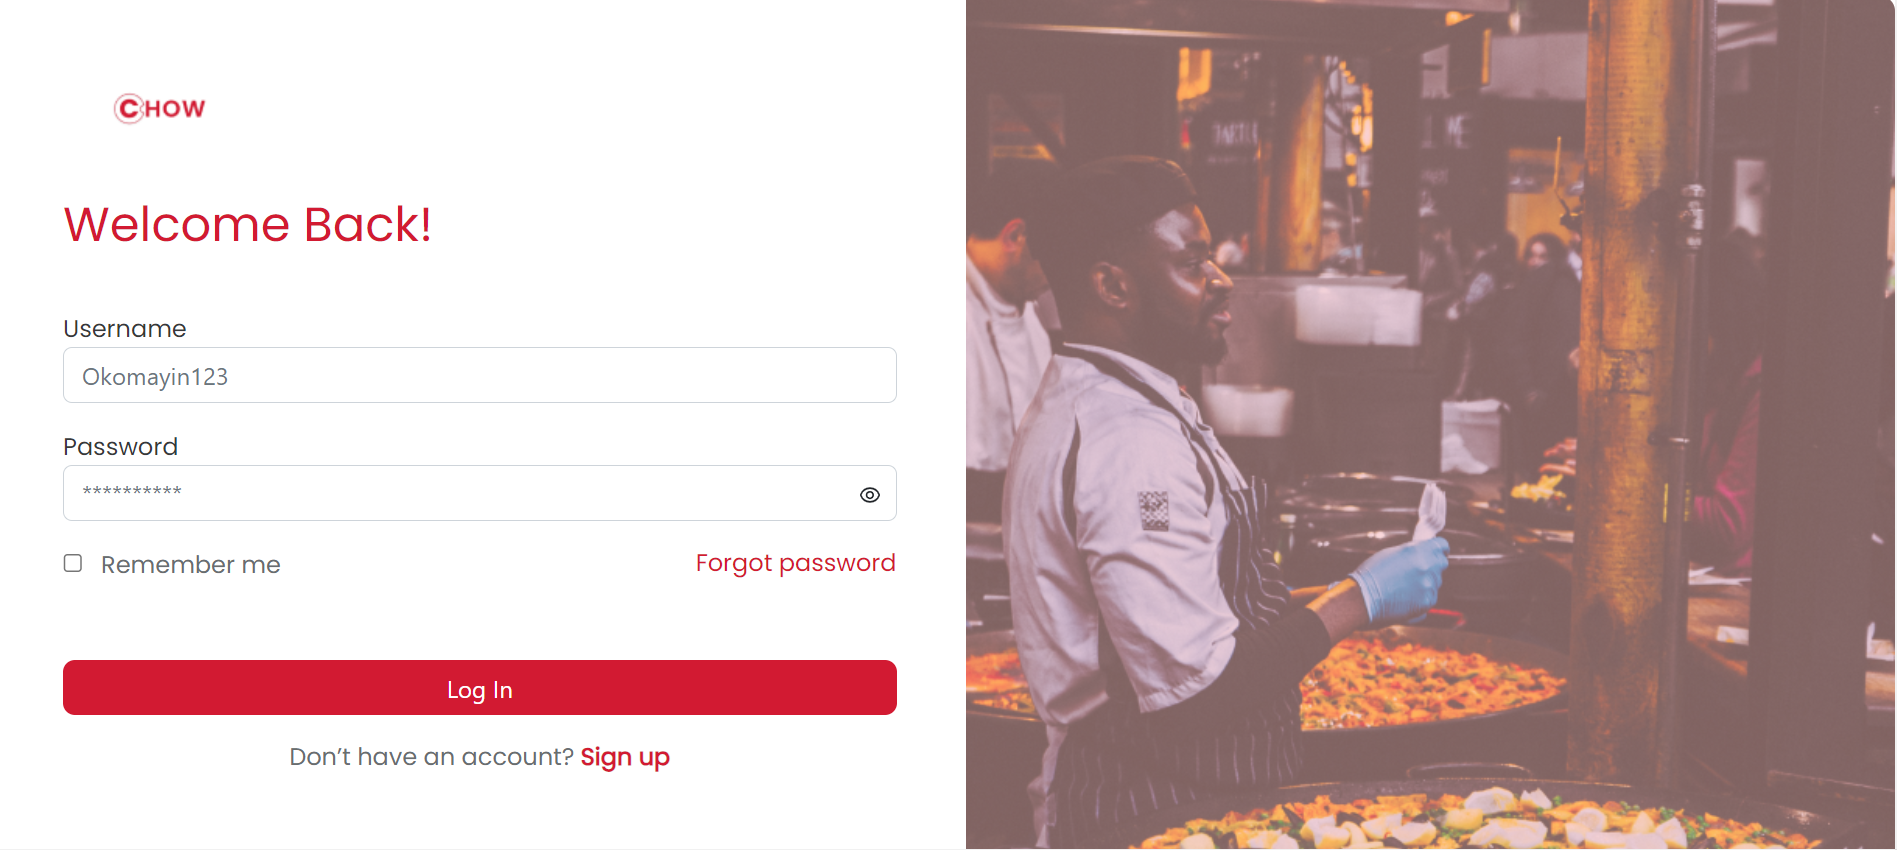 CHOW
Welcome Back!
Username
Okomayin123
Password
**********
Remember me
Forgot password
Log In
Don’t have an account? Sign up